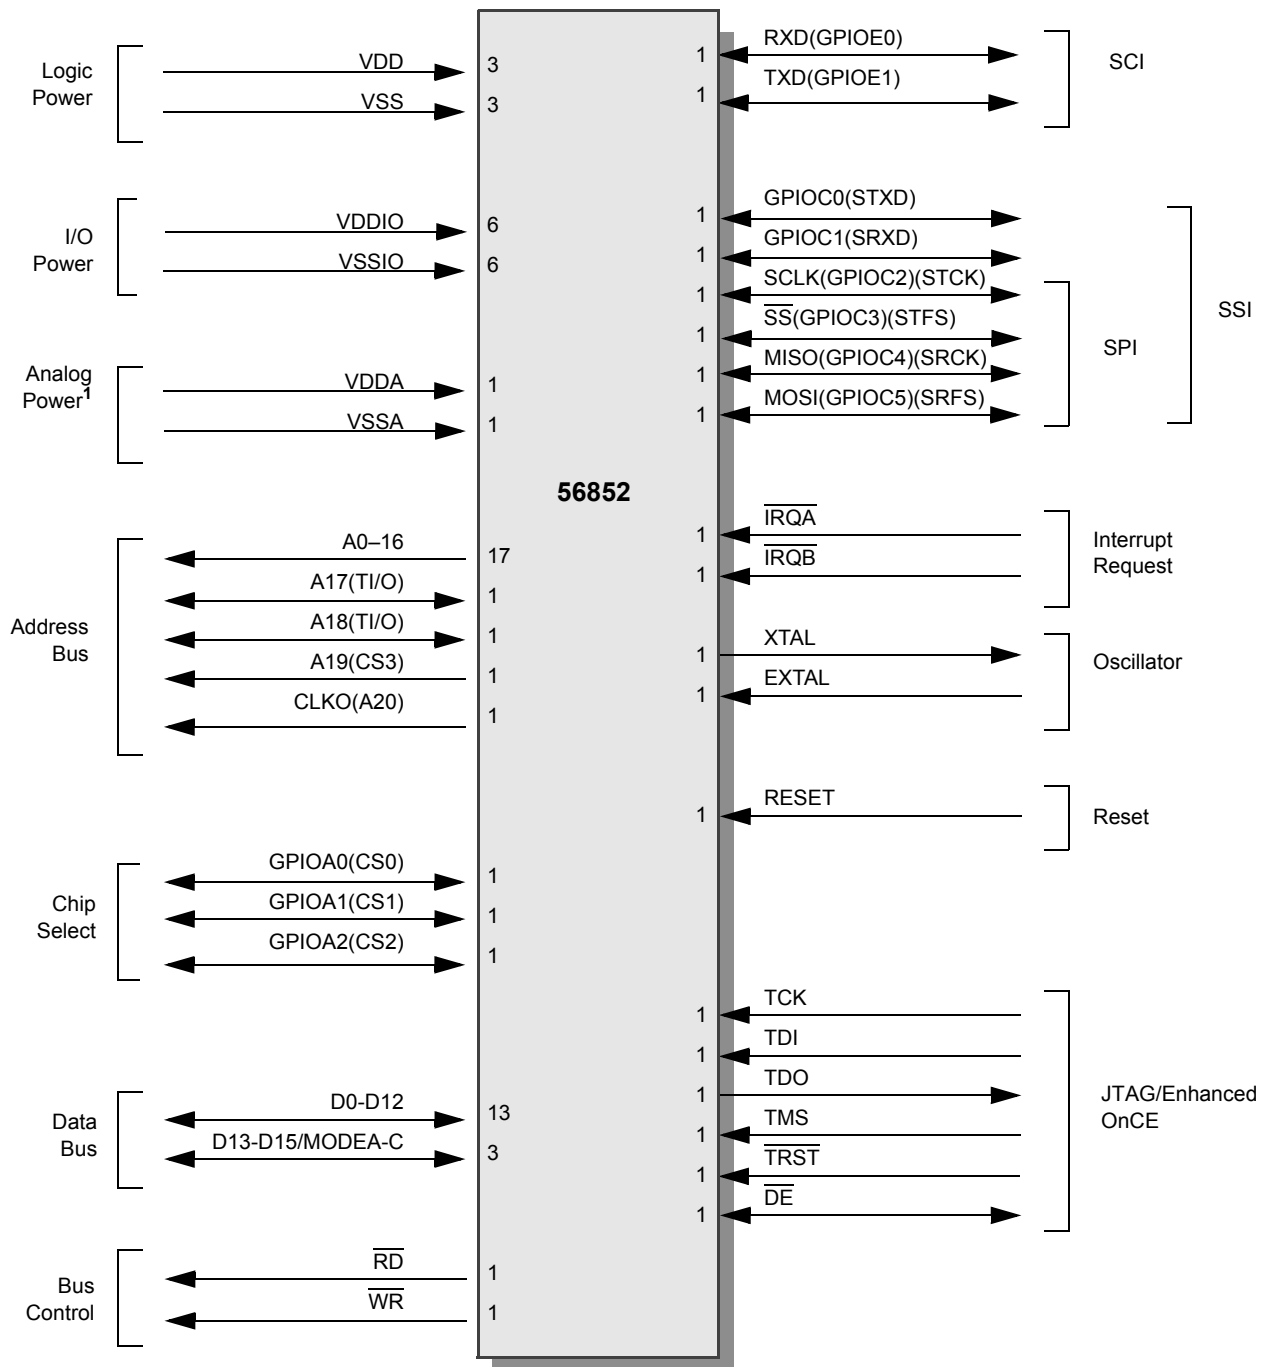 Logic
Power
VDD
3
VSS
3
I/O
Power
VDDIO
6
VSSIO
6
Analog
Power1
VDDA
1
VSSA
1
Address
Bus
A0–16
17
A17(TI/O)
1
A18(TI/O)
1
A19(CS3)
1
CLKO(A20)
1
Chip
Select
GPIOA0(CS0)
1
GPIOA1(CS1)
1
GPIOA2(CS2)
1
Data
Bus
D0-D12
13
D13-D15/MODEA-C
3
Bus
Control
RD
1
WR
1
56852
1
RXD(GPIOE0)
1
TXD(GPIOE1)
SCI
1
GPIOC0(STXD)
1
GPIOC1(SRXD)
1
SCLK(GPIOC2)(STCK)
1
SS(GPIOC3)(STFS)
1
MISO(GPIOC4)(SRCK)
1
MOSI(GPIOC5)(SRFS)
SPI
SSI
1
IRQA
1
IRQB
Interrupt
Request
1
XTAL
1
EXTAL
Oscillator
1
RESET
Reset
1
TCK
1
TDI
1
TDO
1
TMS
1
TRST
1
DE
JTAG/Enhanced
OnCE